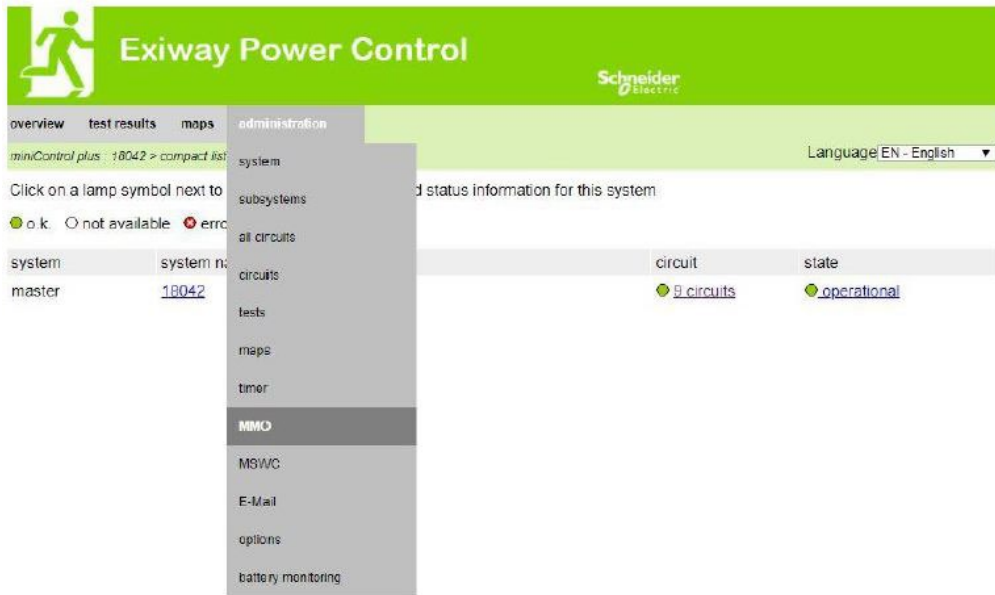 Exiway Power Control
Schneider
Electric
overview test results maps administration
miniControl plus : 18042 > compact list
Language EN - English
system
Click on a lamp symbol next to d status information for this system
subsystems
o.k. not available erro
all circuits
system system na circuit state
circuits
master 18042 9 circuits operational
tests
maps
timer
MMO
MSWC
E-Mail
options
battery monitoring